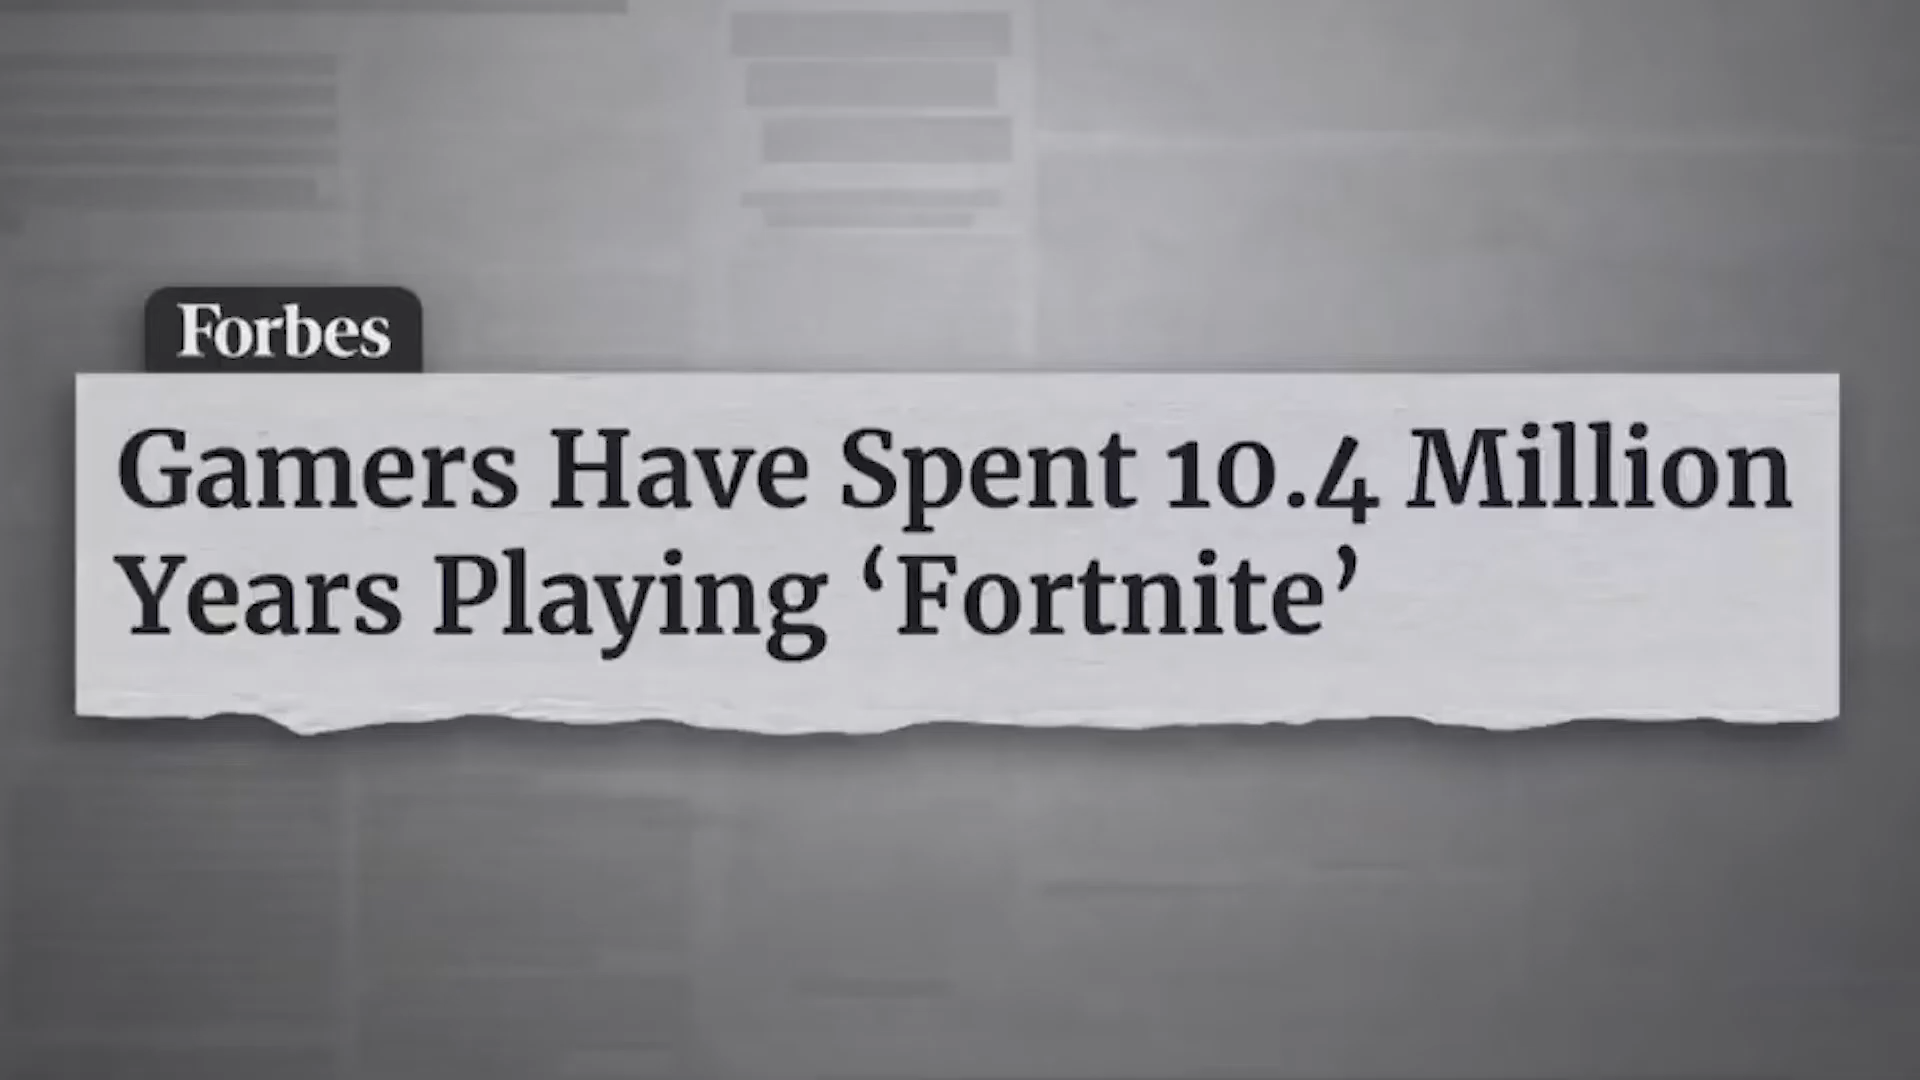 Forbes
Gamers Have Spent 10.4 Million
Years Playing ‘Fortnite’